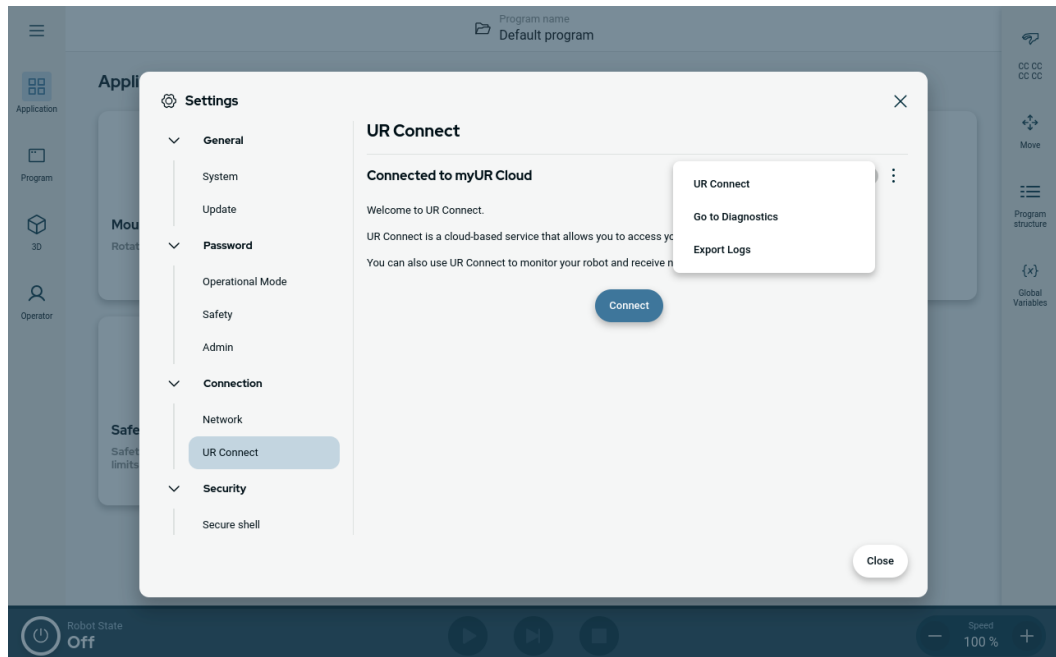 Program name
Default program
Application
Program
3D
Operator
Appli
Mou
Rotat
Safe
Safet
limits
Settings
General
System
Update
Password
Operational Mode
Safety
Admin
Connection
Network
UR Connect
Security
Secure shell
UR Connect
Connected to myUR Cloud
Welcome to UR Connect.
UR Connect is a cloud-based service that allows you to access yo
You can also use UR Connect to monitor your robot and receive n
Connect
UR Connect
Go to Diagnostics
Export Logs
Close
CC CC
CC CC
Move
Program
structure
{x}
Global
Variables
Robot State
Off
Speed
100 %